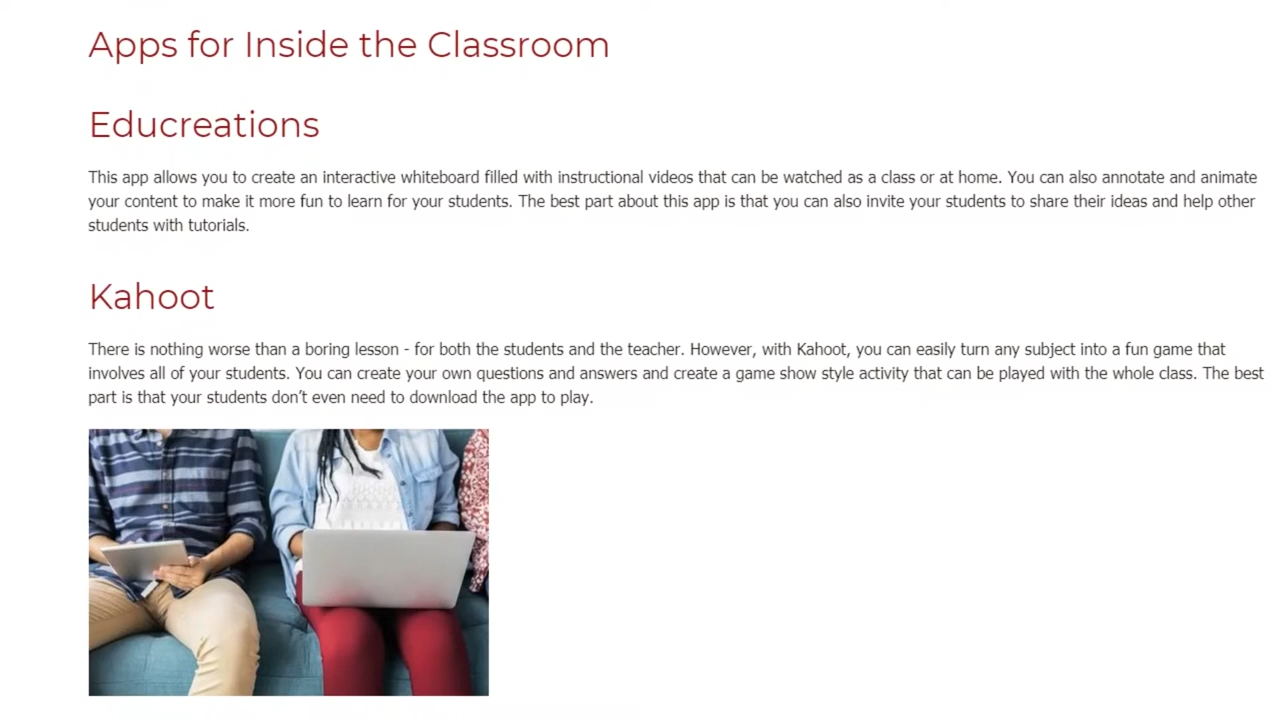 Apps for Inside the Classroom
Educreations
This app allows you to create an interactive whiteboard filled with instructional videos that can be watched as a class or at home. You can also annotate and animate
your content to make it more fun to learn for your students. The best part about this app is that you can also invite your students to share their ideas and help other
students with tutorials.
Kahoot
There is nothing worse than a boring lesson - for both the students and the teacher. However, with Kahoot, you can easily turn any subject into a fun game that
involves all of your students. You can create your own questions and answers and create a game show style activity that can be played with the whole class. The best
part is that your students don’t even need to download the app to play.